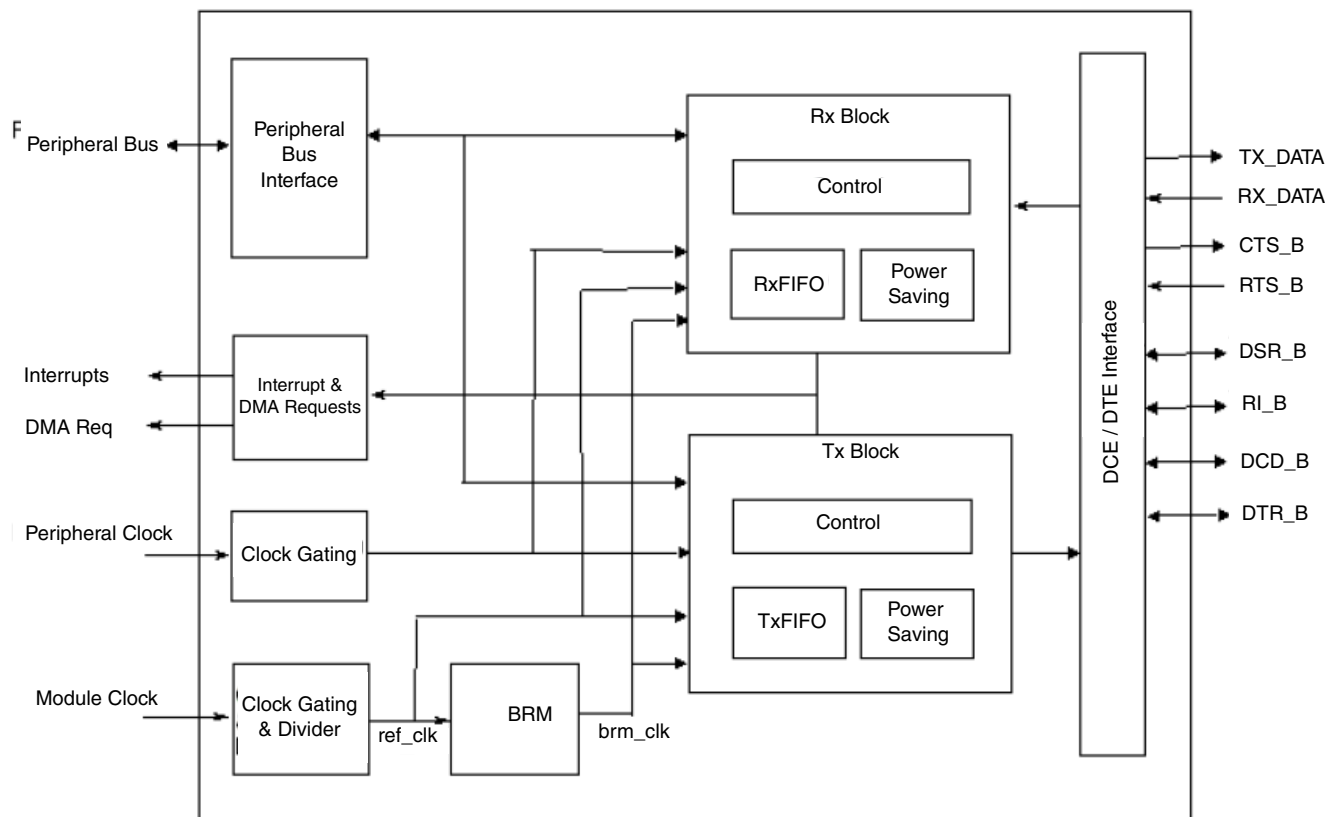 Peripheral Bus
Peripheral
Bus
Interface
Rx Block
Control
RxFIFO
Power
Saving
Interrupts
DMA Req
Interrupt &
DMA Requests
Tx Block
Control
TxFIFO
Power
Saving
Peripheral Clock
Clock Gating
Module Clock
Clock Gating
& Divider
ref_clk
BRM
brm_clk
DCE / DTE Interface
TX_DATA
RX_DATA
CTS_B
RTS_B
DSR_B
RI_B
DCD_B
DTR_B